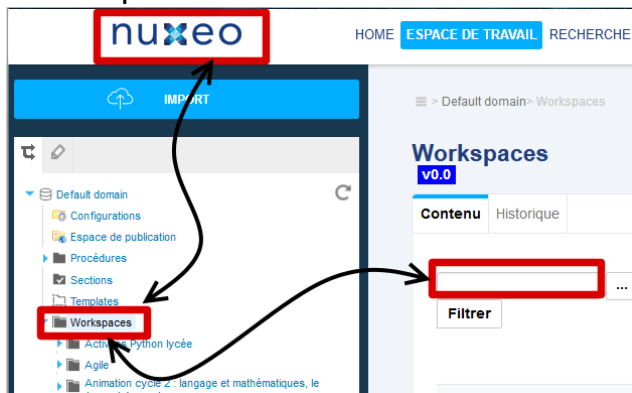 nuxeo
HOME ESPACE DE TRAVAIL RECHERCHE
IMPORT
> Default domain> Workspaces
Workspaces
v0.0
Default domain
Contenu Historique
Configurations
Espace de publication
Procédures
Sections
Templates
...
Workspaces
Filtrer
Python lycée
Agile
Animation cycle 2 : langage et mathématiques, le